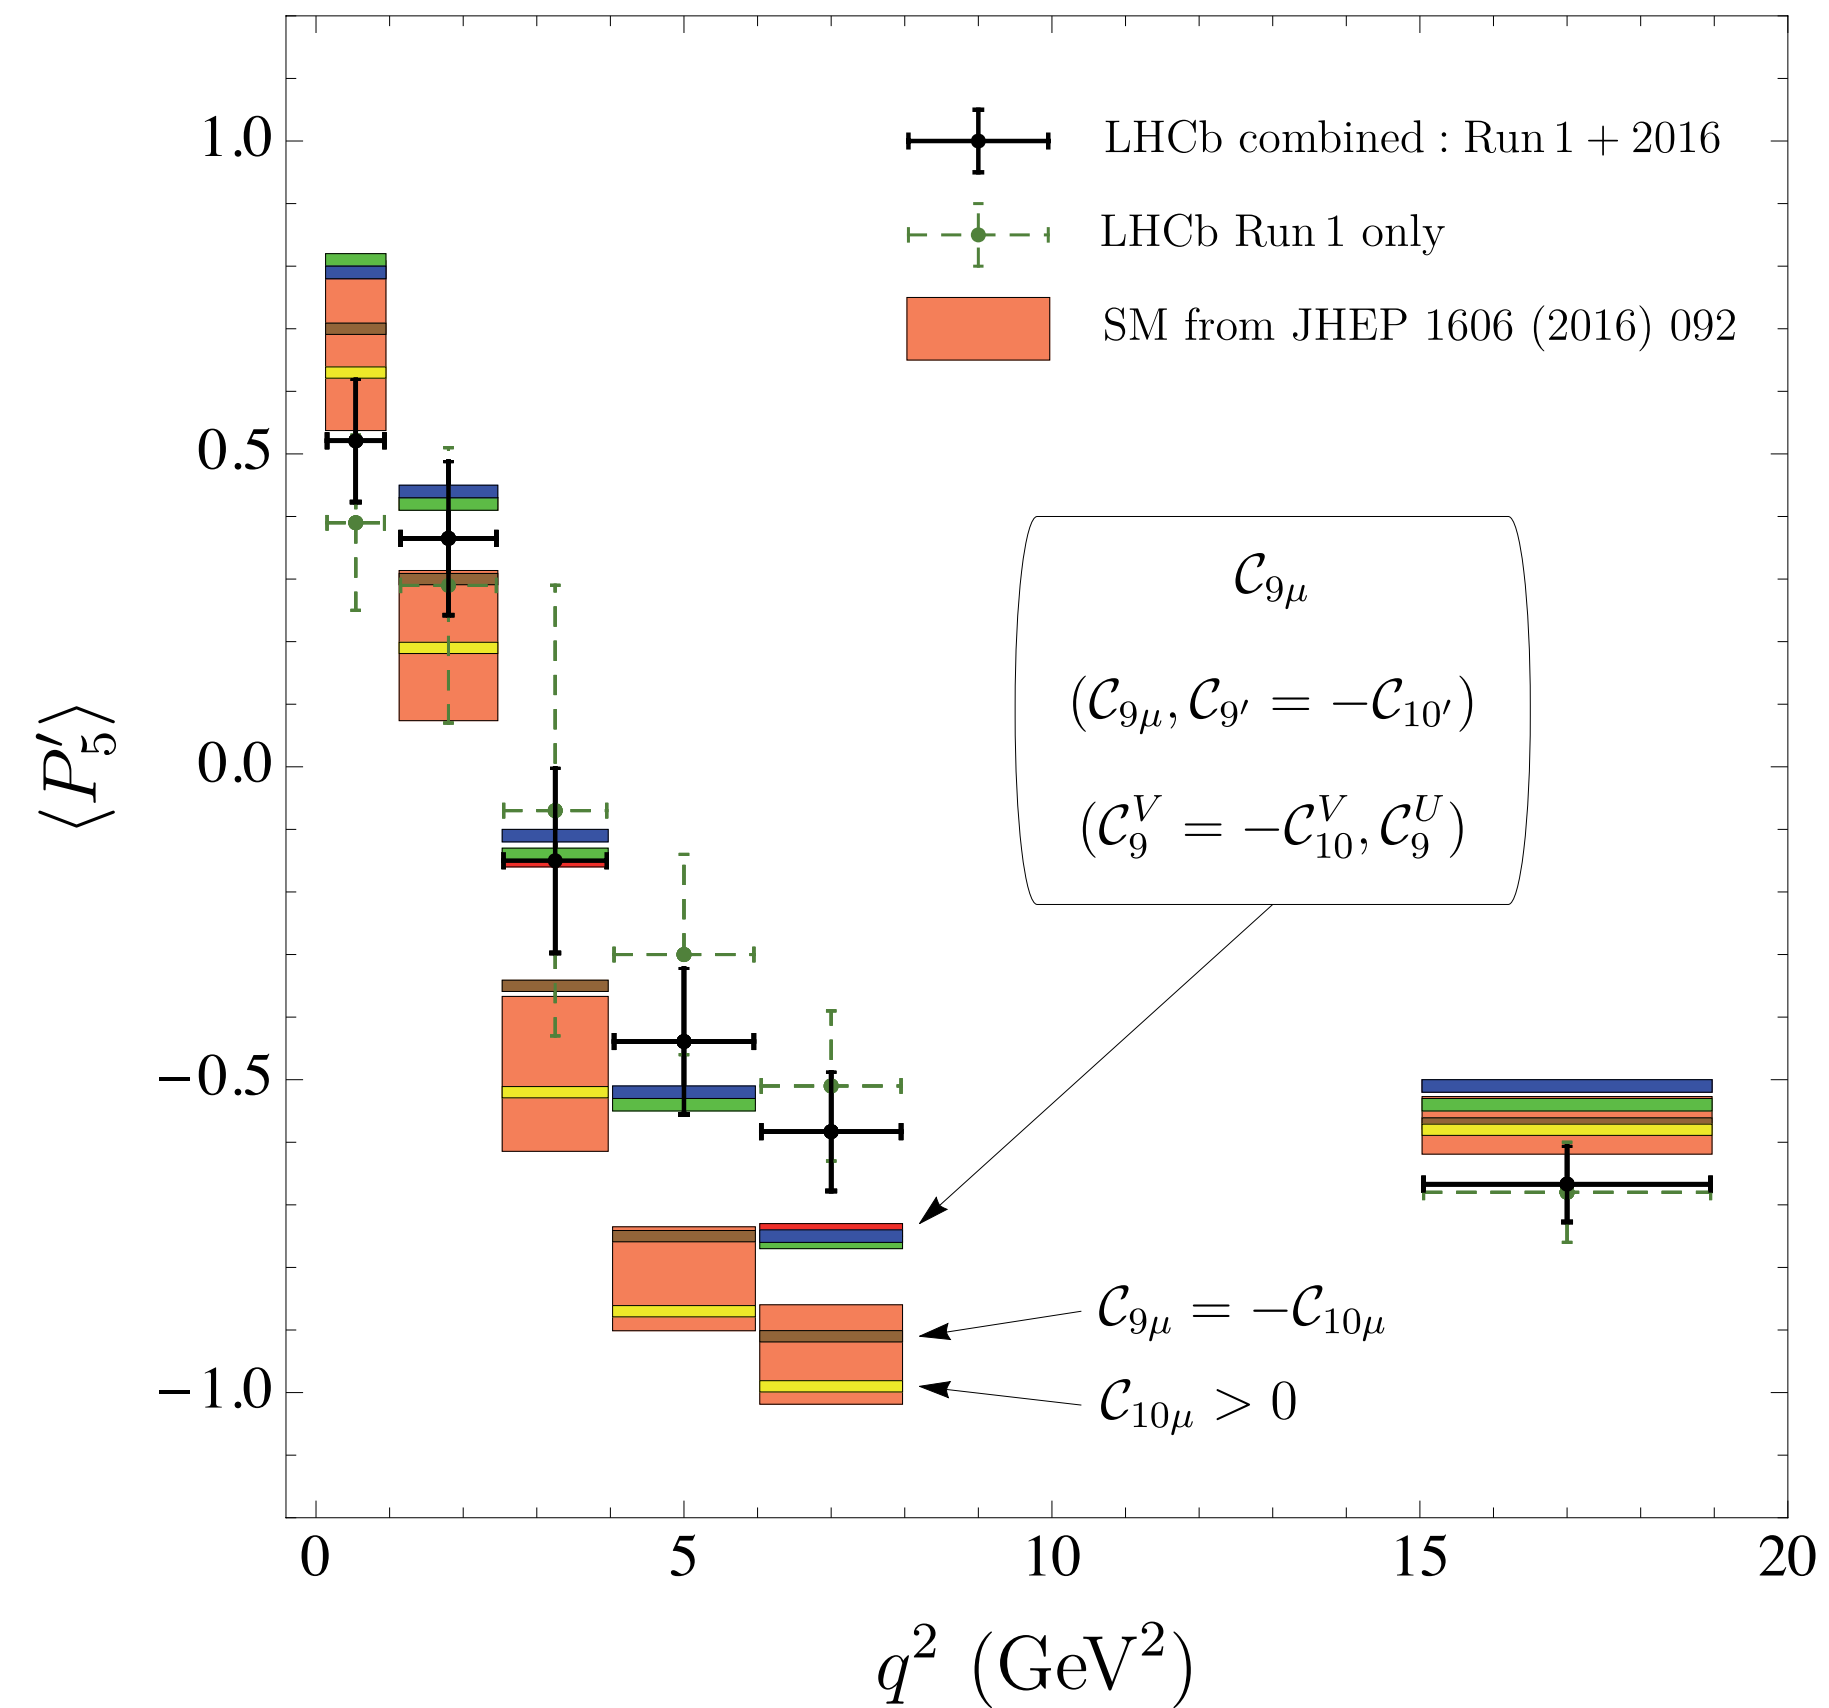 1.0
0.5
0.0
−0.5
−1.0
⟨P′₅⟩
LHCb combined : Run 1 + 2016
LHCb Run 1 only
SM from JHEP 1606 (2016) 092
𝒞₉μ
(𝒞₉μ, 𝒞₉′ = −𝒞₁₀′)
(𝒞₉ⱽ = −𝒞₁₀ⱽ, 𝒞₉ᵁ)
𝒞₉μ = −𝒞₁₀μ
𝒞₁₀μ > 0
0 5 10 15 20
q² (GeV²)